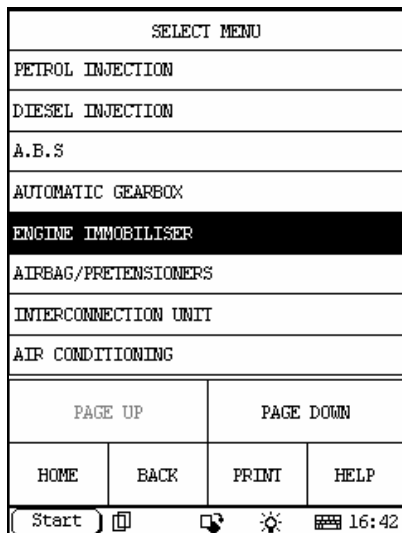 SELECT MENU
PETROL INJECTION
DIESEL INJECTION
A.B.S
AUTOMATIC GEARBOX
ENGINE IMMOBILISER
AIRBAG/PRETENSIONERS
INTERCONNECTION UNIT
AIR CONDITIONING
PAGE UP PAGE DOWN
HOME BACK PRINT HELP
Start 16:42